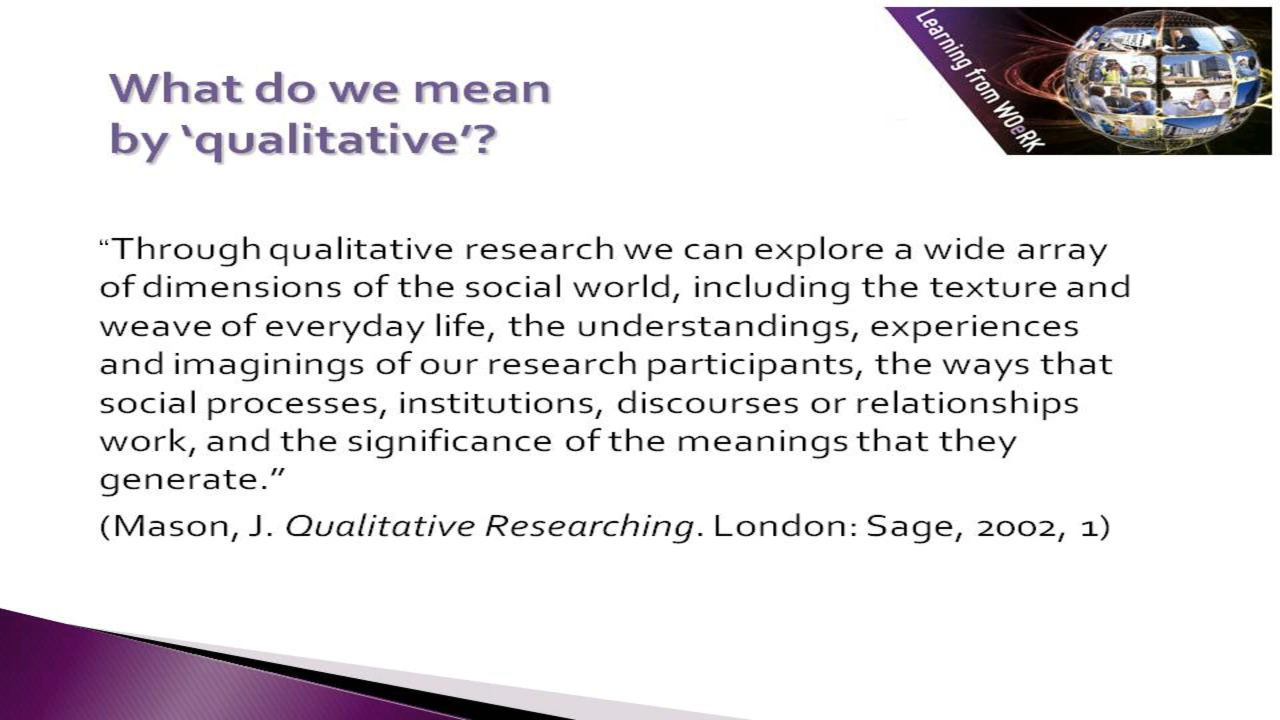 Learning from WOeRK
What do we mean
by ‘qualitative’?
“Through qualitative research we can explore a wide array
of dimensions of the social world, including the texture and
weave of everyday life, the understandings, experiences
and imaginings of our research participants, the ways that
social processes, institutions, discourses or relationships
work, and the significance of the meanings that they
generate.”
(Mason, J. Qualitative Researching. London: Sage, 2002, 1)